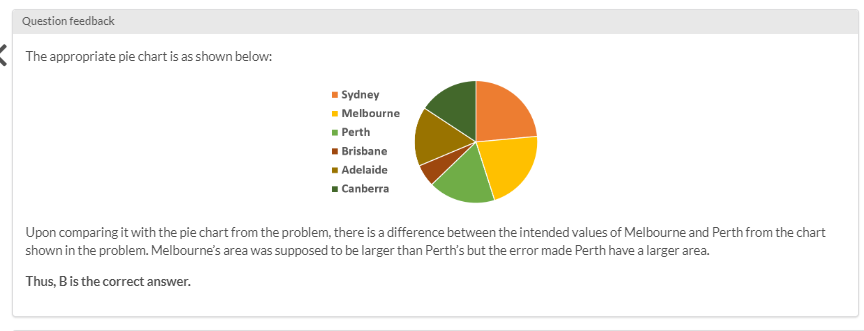 Question feedback
The appropriate pie chart is as shown below:
Sydney
Melbourne
Perth
Brisbane
Adelaide
Canberra
Upon comparing it with the pie chart from the problem, there is a difference between the intended values of Melbourne and Perth from the chart
shown in the problem. Melbourne's area was supposed to be larger than Perth's but the error made Perth have a larger area.
Thus, B is the correct answer.